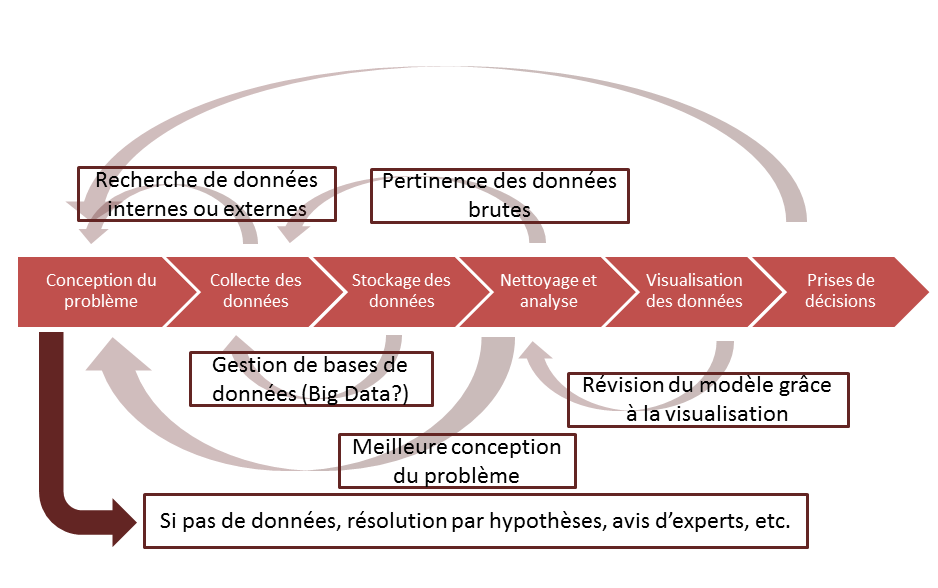 Recherche de données
internes ou externes
Pertinence des données
brutes
Conception du
problème
Collecte des
données
Stockage des
données
Nettoyage et
analyse
Visualisation
des données
Prises de
décisions
Gestion de bases de
données (Big Data?)
Révision du modèle grâce
à la visualisation
Meilleure conception
du problème
Si pas de données, résolution par hypothèses, avis d’experts, etc.